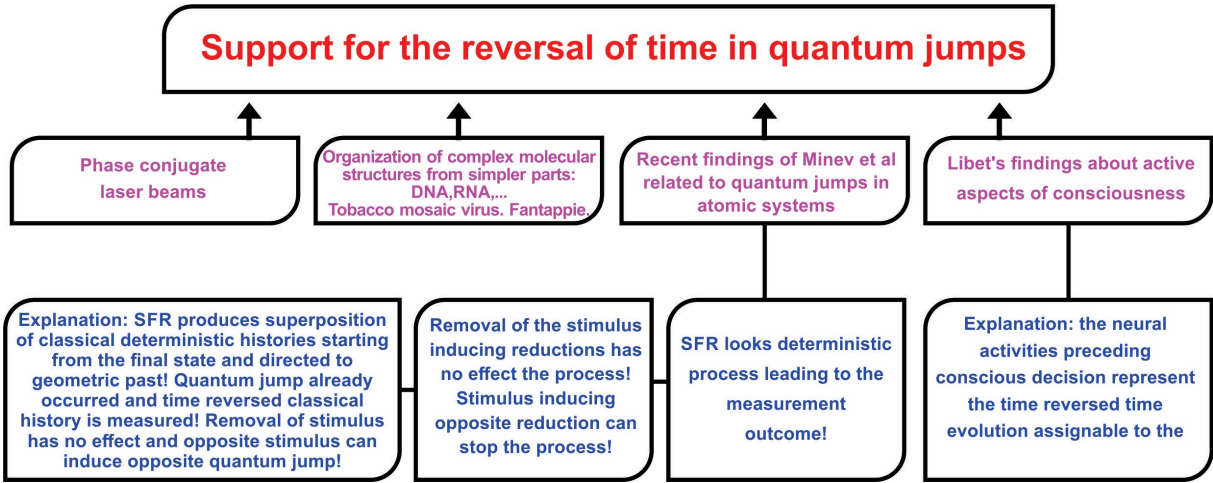 Support for the reversal of time in quantum jumps
Phase conjugate
laser beams
Organization of complex molecular
structures from simpler parts:
DNA,RNA,...
Tobacco mosaic virus. Fantappie.
Recent findings of Minev et al
related to quantum jumps in
atomic systems
Libet's findings about active
aspects of consciousness
Explanation: SFR produces superposition
of classical deterministic histories starting
from the final state and directed to
geometric past! Quantum jump already
occurred and time reversed classical
history is measured! Removal of stimulus
has no effect and opposite stimulus can
induce opposite quantum jump!
Removal of the stimulus
inducing reductions has
no effect the process!
Stimulus inducing
opposite reduction can
stop the process!
SFR looks deterministic
process leading to the
measurement
outcome!
Explanation: the neural
activities preceding
conscious decision represent
the time reversed time
evolution assignable to the